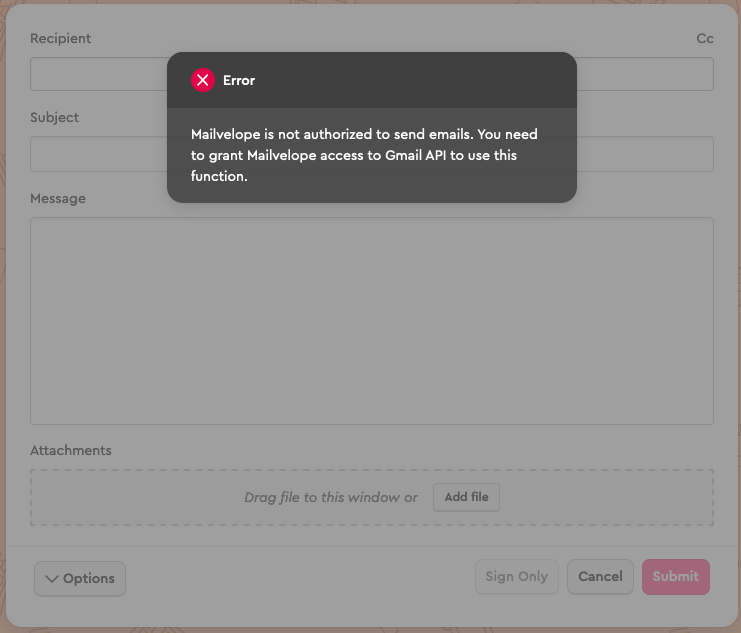 Recipient
Cc
Error
Subject
Mailvelope is not authorized to send emails. You need
to grant Mailvelope access to Gmail API to use this
function.
Message
Attachments
Drag file to this window or
Add file
Options
Sign Only
Cancel
Submit